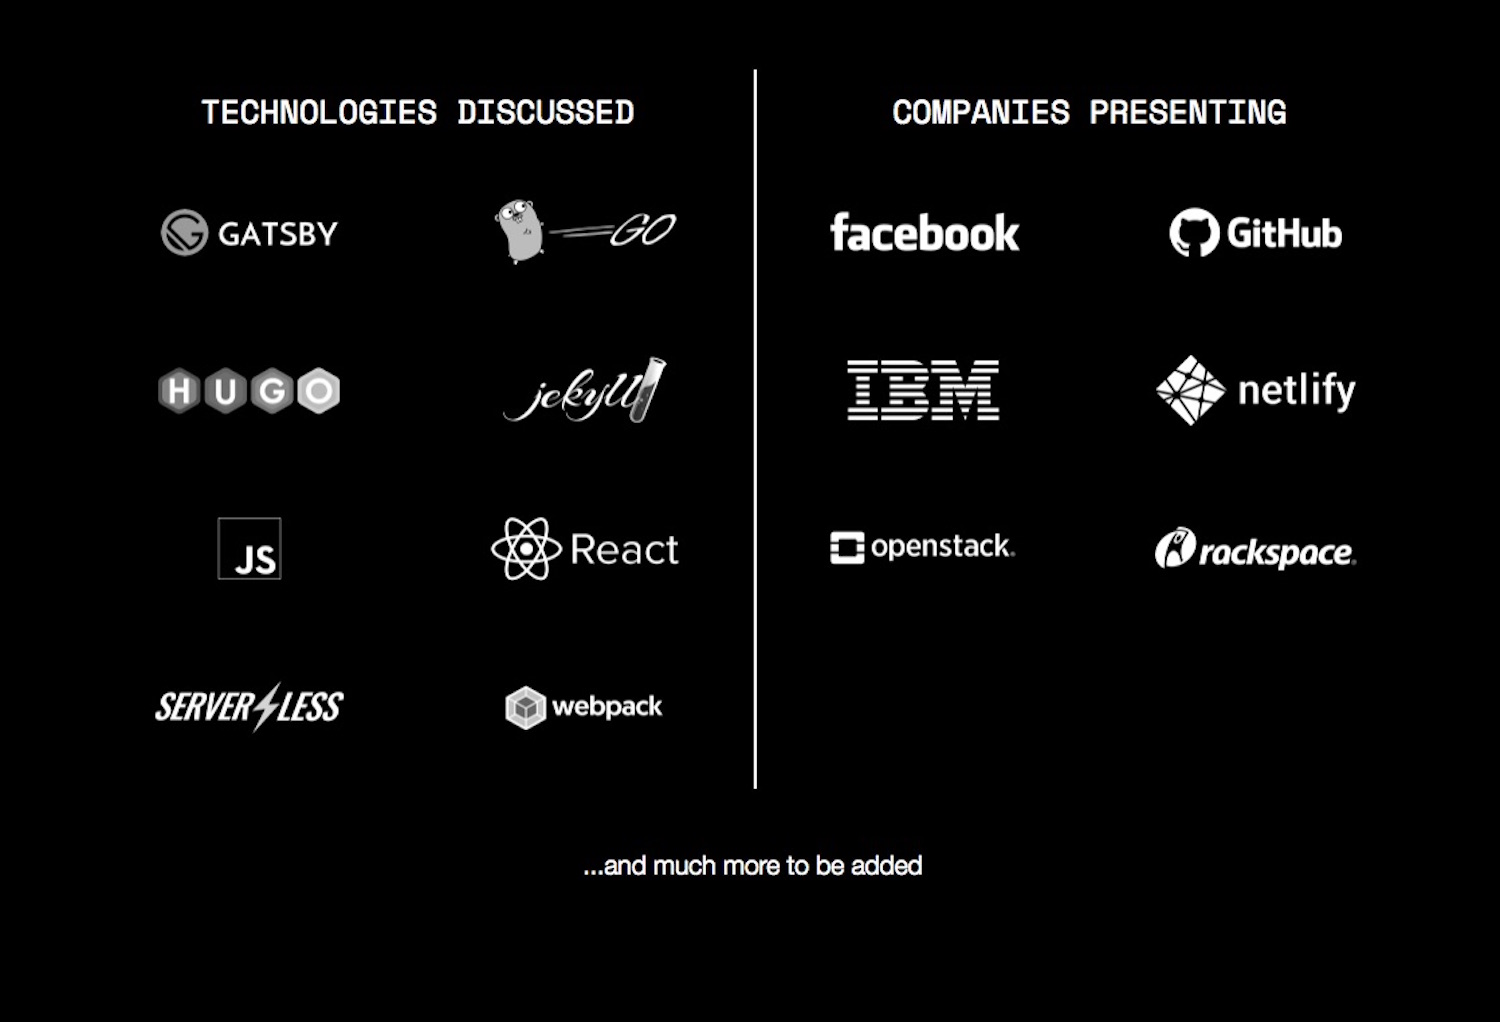 TECHNOLOGIES DISCUSSED
GATSBY
GO
HUGO
jekyll
JS
React
SERVERLESS
webpack
COMPANIES PRESENTING
facebook
GitHub
IBM
netlify
openstack.
rackspace®
...and much more to be added